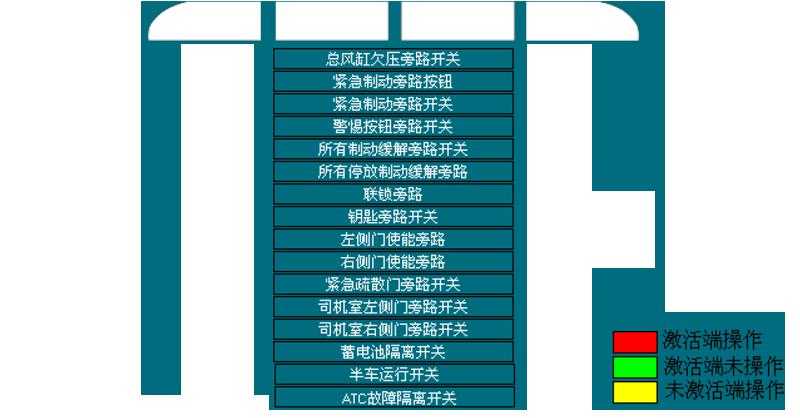 总风缸欠压旁路开关
紧急制动旁路按钮
紧急制动旁路开关
警惕按钮旁路开关
所有制动缓解旁路开关
所有停放制动缓解旁路
联锁旁路
钥匙旁路开关
左侧门使能旁路
右侧门使能旁路
紧急疏散门旁路开关
司机室左侧门旁路开关
司机室右侧门旁路开关
蓄电池隔离开关
半车运行开关
ATC故障隔离开关
激活端操作
激活端未操作
未激活端操作